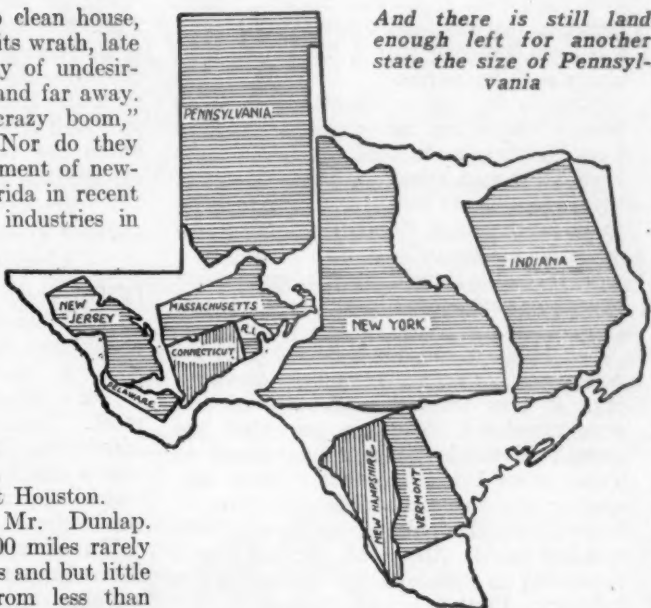 o clean house,
its wrath, late
y of undesir-
and far away.
crazy boom,"
Nor do they
ment of new-
rida in recent
industries in
And there is still land
enough left for another
state the size of Pennsyl-
vania
PENNSYLVANIA
INDIANA
NEW
JERSEY
MASSACHUSETTS
NEW YORK
CONNECTICUT
R.I.
DELAWARE
NEW HAMPSHIRE
VERMONT
t Houston.
Mr. Dunlap.
00 miles rarely
s and but little
rom less than